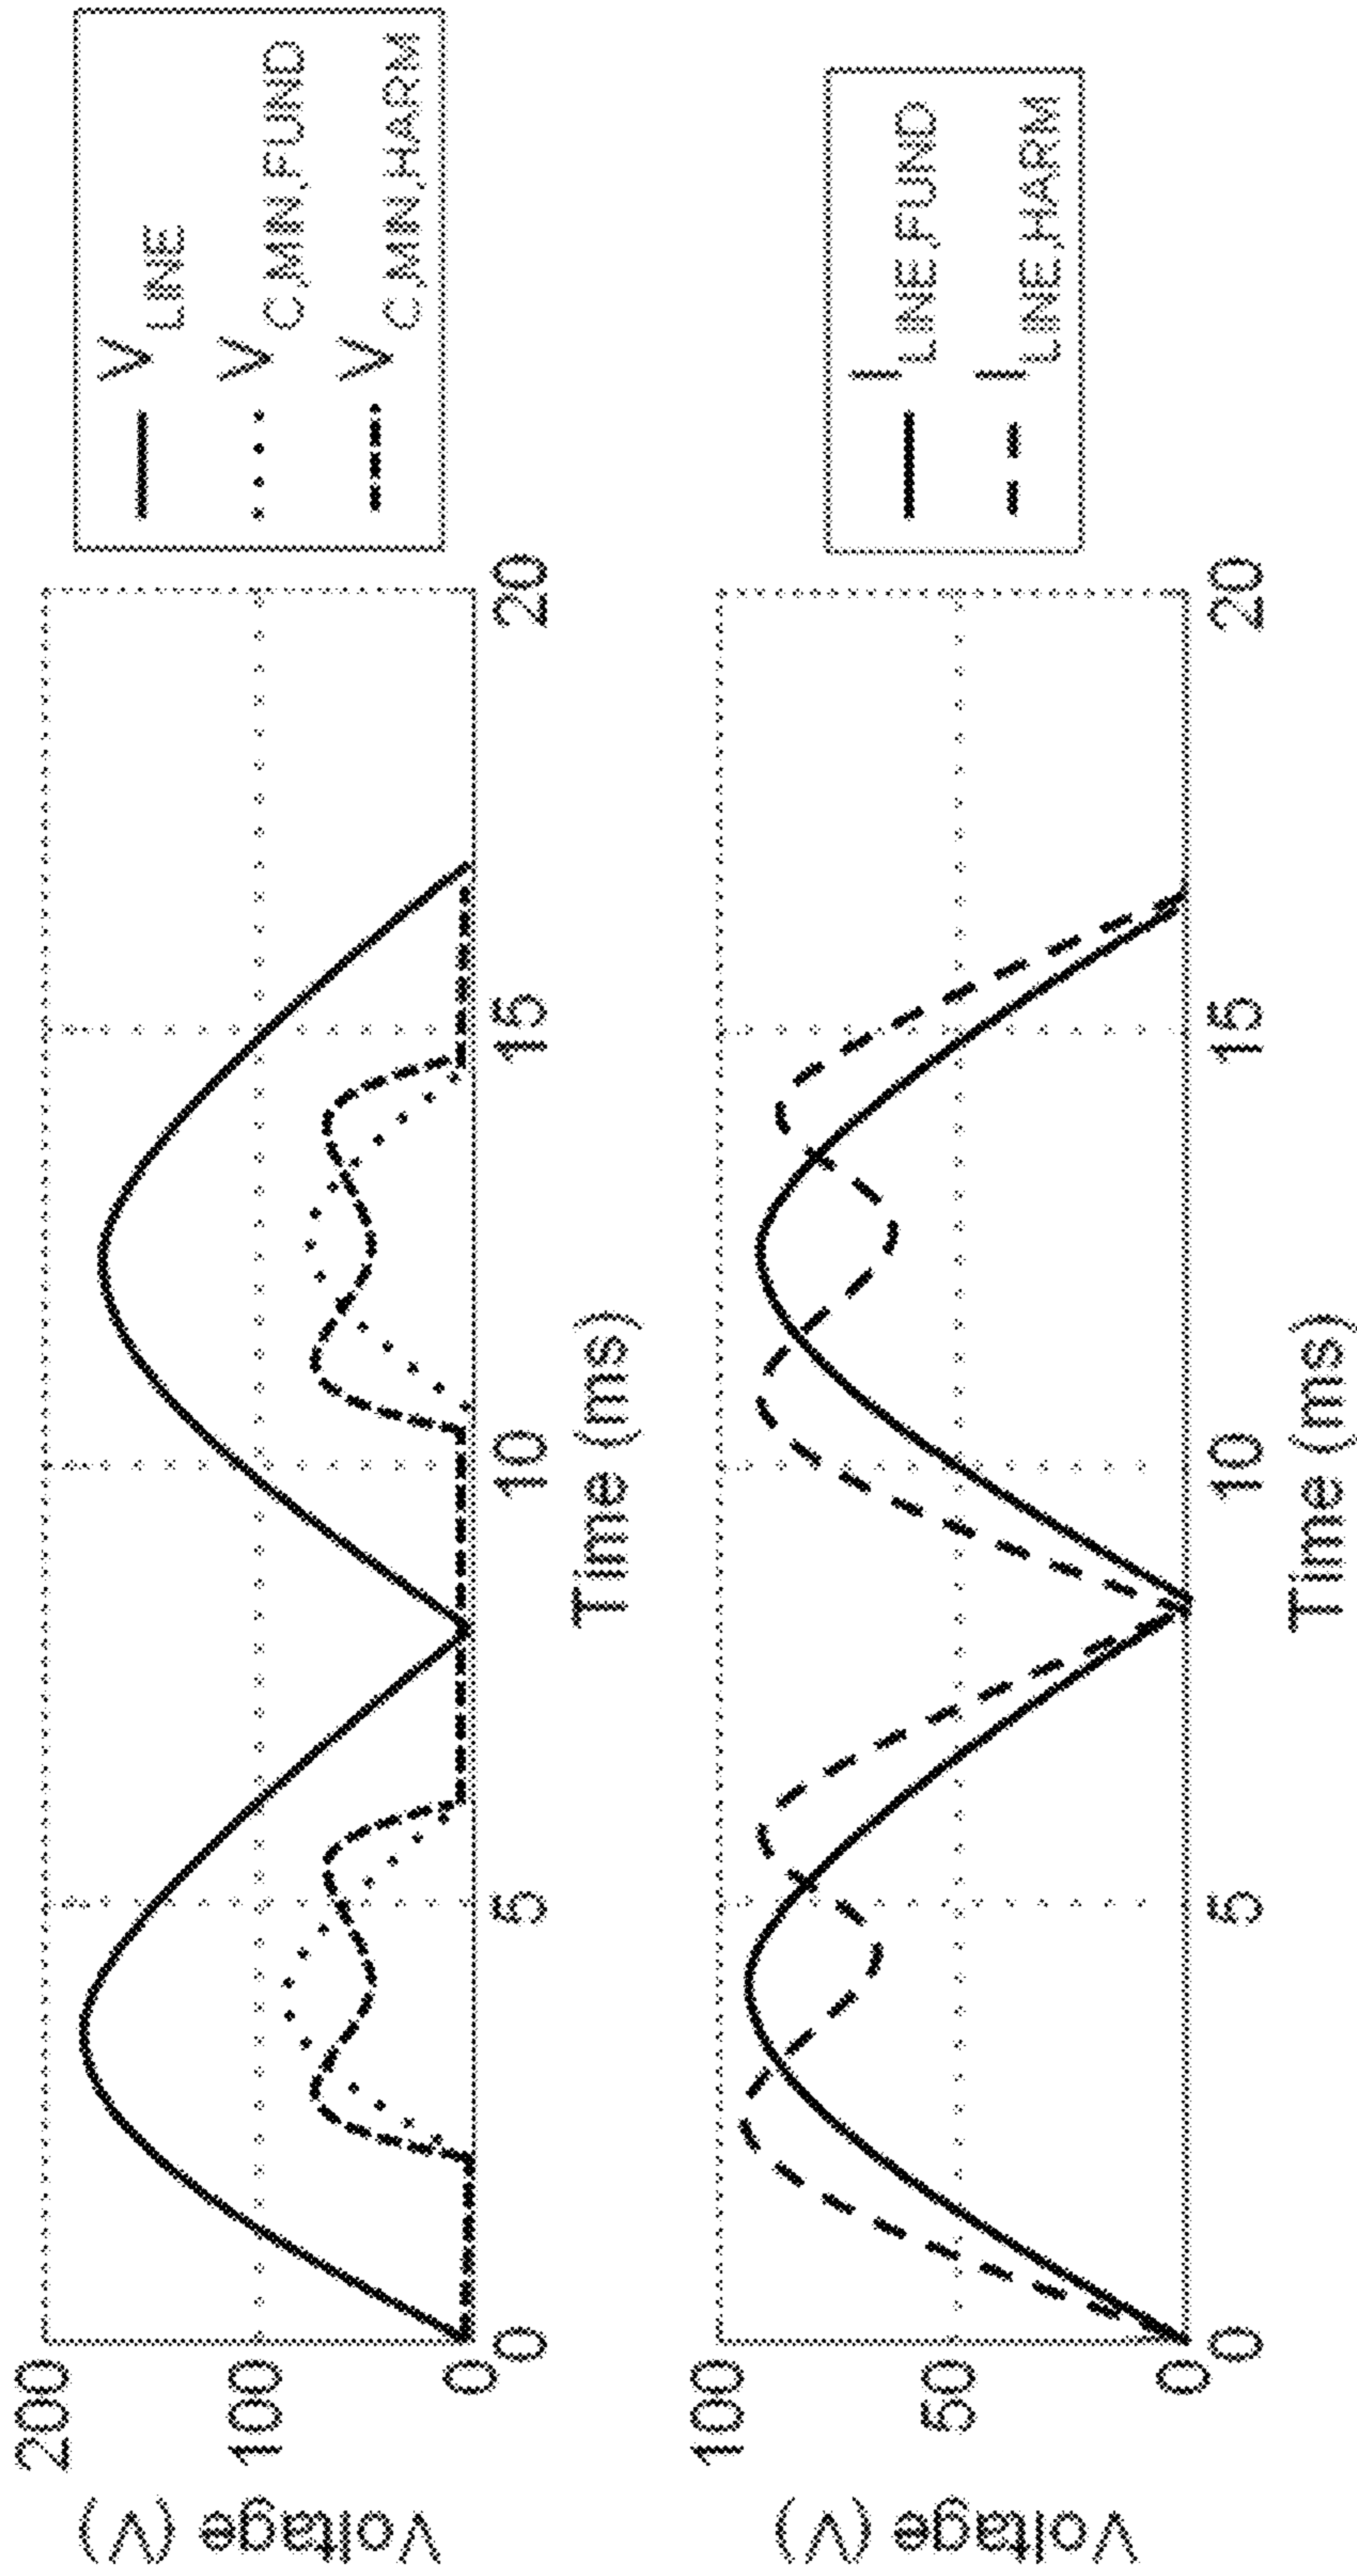 Voltage (V)
200
100
0
0
5
10
15
20
Time (ms)
V LINE
V C,MIN,FUND
V C,MIN,HARM
Voltage (V)
100
50
0
0
5
10
15
20
Time (ms)
I LINE,FUND
I LINE,HARM